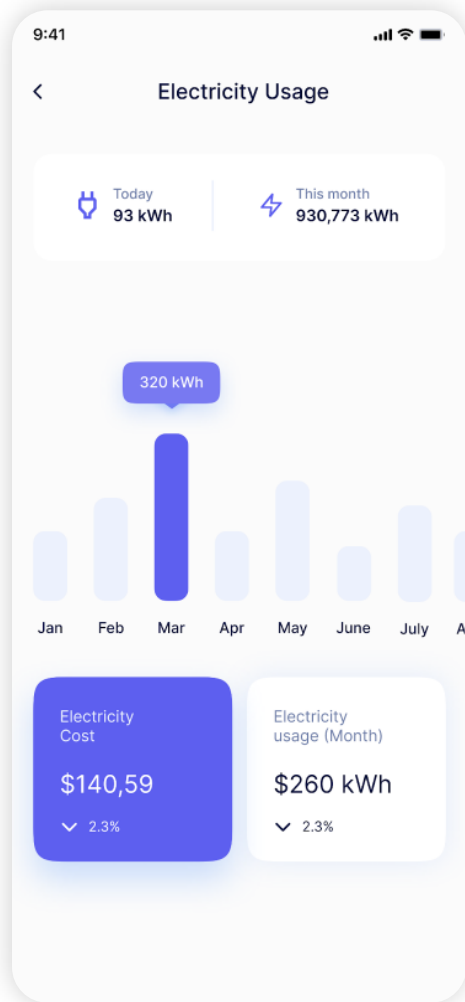 9:41
Electricity Usage
Today
93 kWh
This month
930,773 kWh
320 kWh
Jan Feb Mar Apr May June July A
Electricity
Cost
$140,59
2.3%
Electricity
usage (Month)
$260 kWh
2.3%